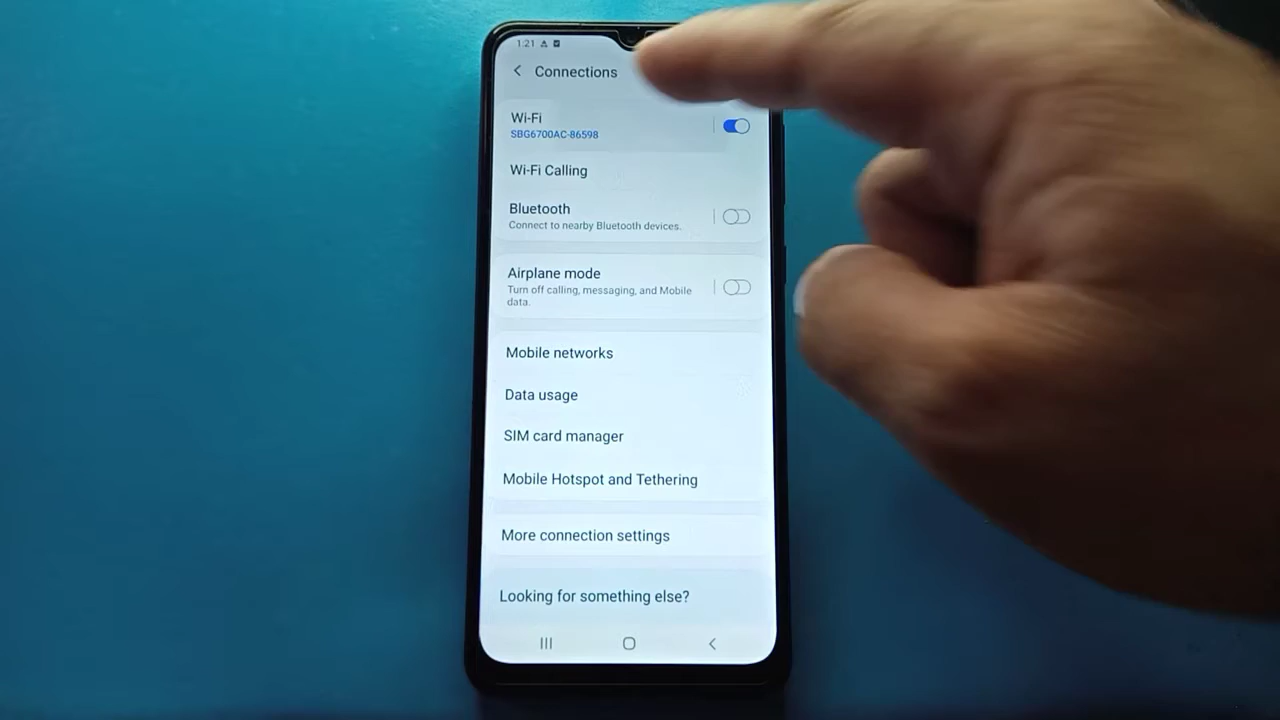 1:21
Connections
Wi-Fi
SBG6700AC-86598
Wi-Fi Calling
Bluetooth
Connect to nearby Bluetooth devices.
Airplane mode
Turn off calling, messaging, and Mobile
data.
Mobile networks
Data usage
SIM card manager
Mobile Hotspot and Tethering
More connection settings
Looking for something else?